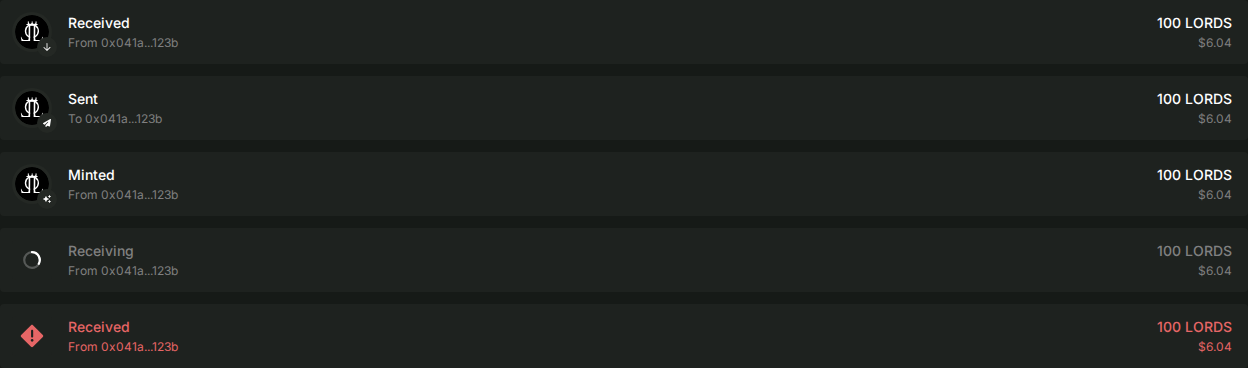 Received
100 LORDS
From 0x041a...123b
$6.04
Sent
100 LORDS
To 0x041a...123b
$6.04
Minted
100 LORDS
From 0x041a...123b
$6.04
Receiving
100 LORDS
From 0x041a...123b
$6.04
Received
100 LORDS
From 0x041a...123b
$6.04